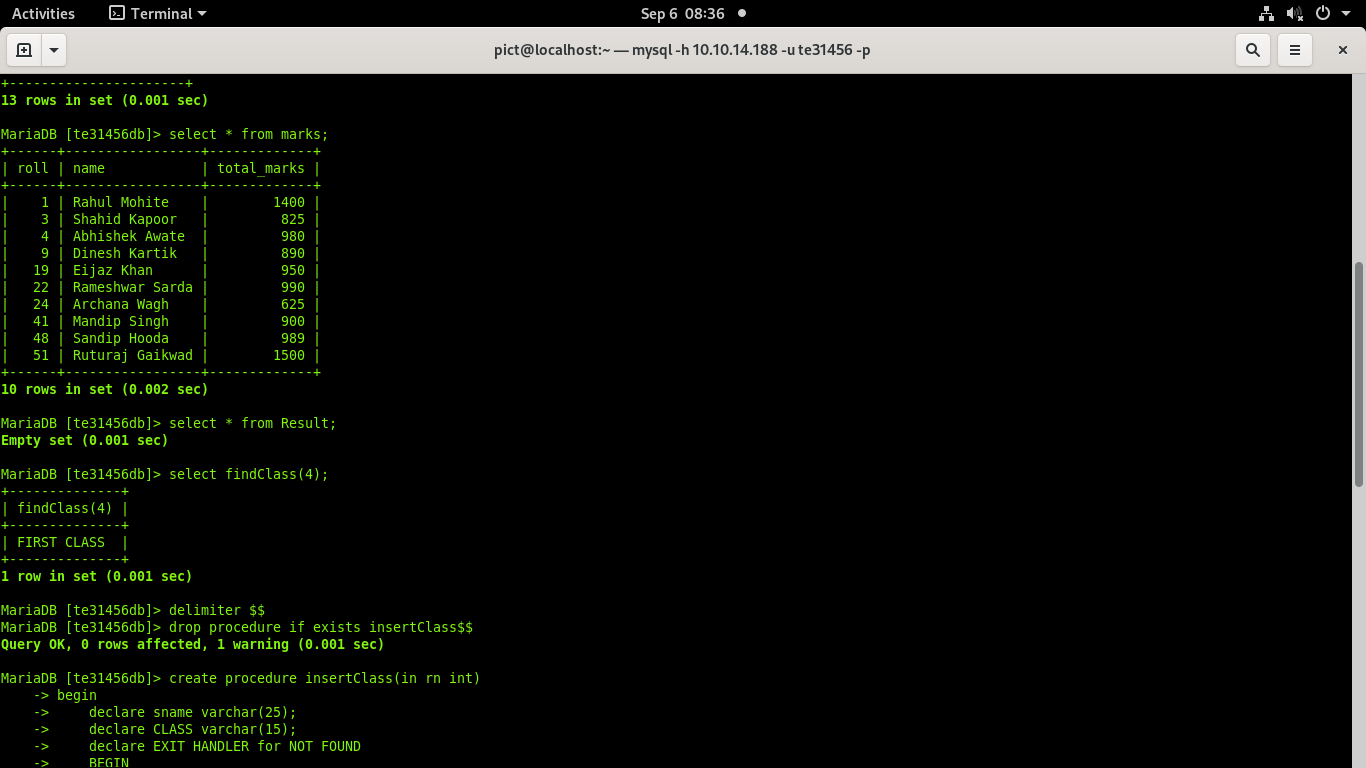 Activities Terminal Sep 6 08:36
pict@localhost:~ — mysql -h 10.10.14.188 -u te31456 -p
+----------------------+
13 rows in set (0.001 sec)
MariaDB [te31456db]> select * from marks;
+------+-----------------+-------------+
| roll | name            | total_marks |
+------+-----------------+-------------+
|    1 | Rahul Mohite    |        1400 |
|    3 | Shahid Kapoor   |         825 |
|    4 | Abhishek Awate  |         980 |
|    9 | Dinesh Kartik   |         890 |
|   19 | Eijaz Khan      |         950 |
|   22 | Rameshwar Sarda |         990 |
|   24 | Archana Wagh    |         625 |
|   41 | Mandip Singh    |         900 |
|   48 | Sandip Hooda    |         989 |
|   51 | Ruturaj Gaikwad |        1500 |
+------+-----------------+-------------+
10 rows in set (0.002 sec)
MariaDB [te31456db]> select * from Result;
Empty set (0.001 sec)
MariaDB [te31456db]> select findClass(4);
+--------------+
| findClass(4) |
+--------------+
| FIRST CLASS  |
+--------------+
1 row in set (0.001 sec)
MariaDB [te31456db]> delimiter $$
MariaDB [te31456db]> drop procedure if exists insertClass$$
Query OK, 0 rows affected, 1 warning (0.001 sec)
MariaDB [te31456db]> create procedure insertClass(in rn int)
    -> begin
    ->     declare sname varchar(25);
    ->     declare CLASS varchar(15);
    ->     declare EXIT HANDLER for NOT FOUND
    ->     BEGIN